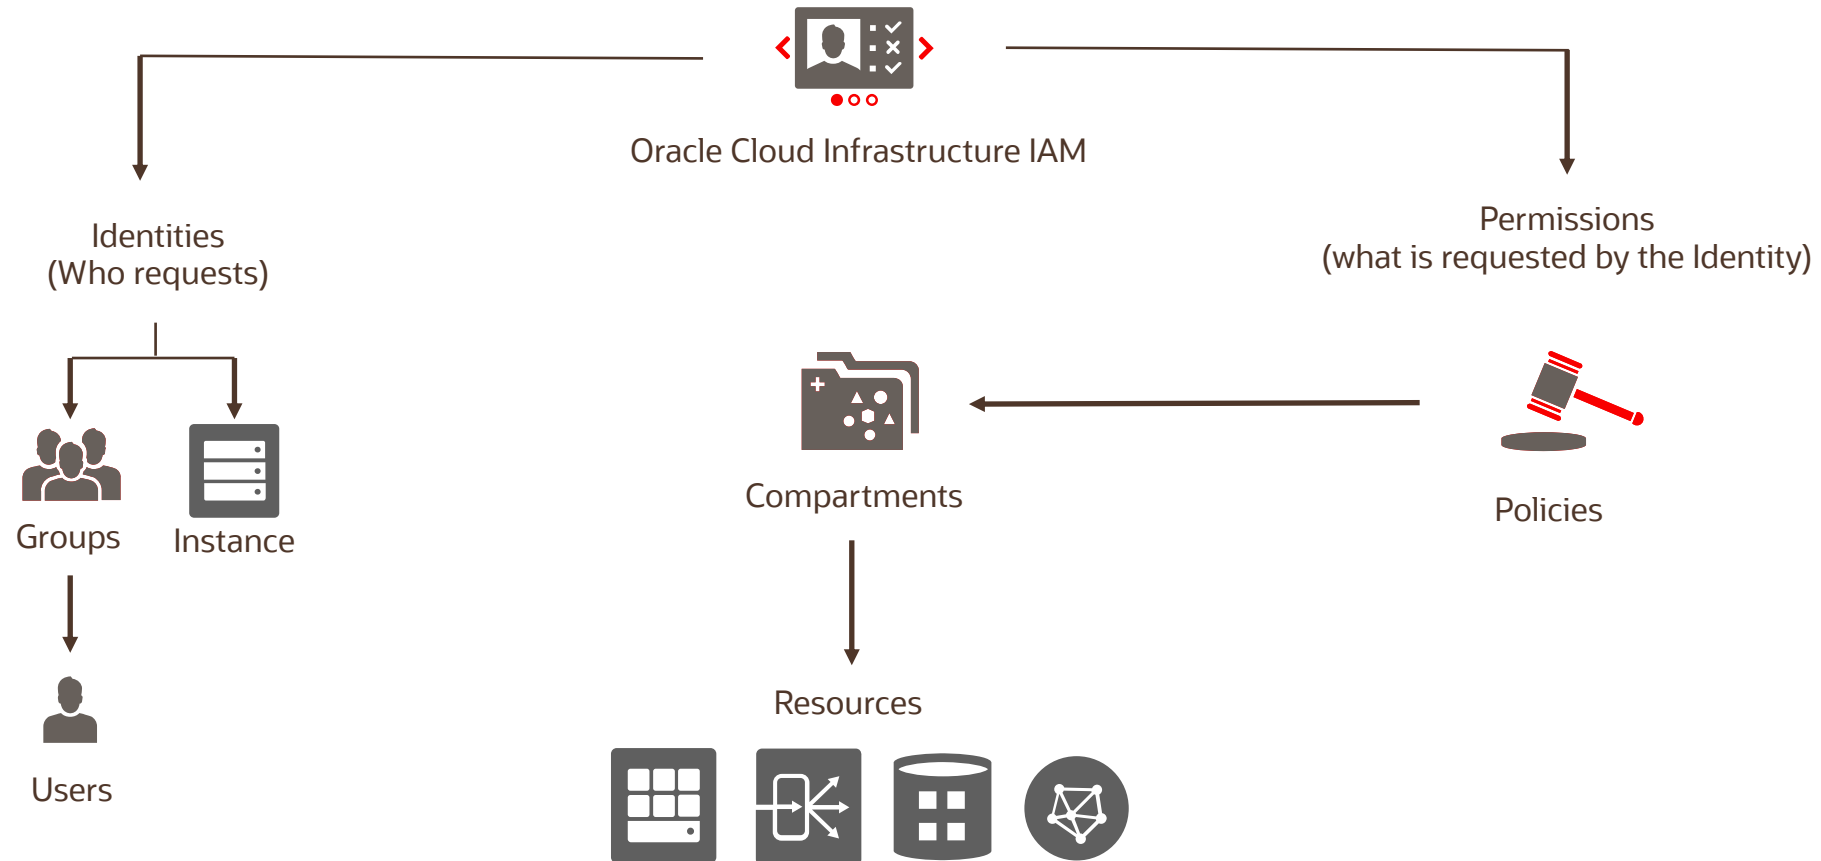 Oracle Cloud Infrastructure IAM
Identities
(Who requests)
Permissions
(what is requested by the Identity)
Groups
Instance
Compartments
Policies
Users
Resources